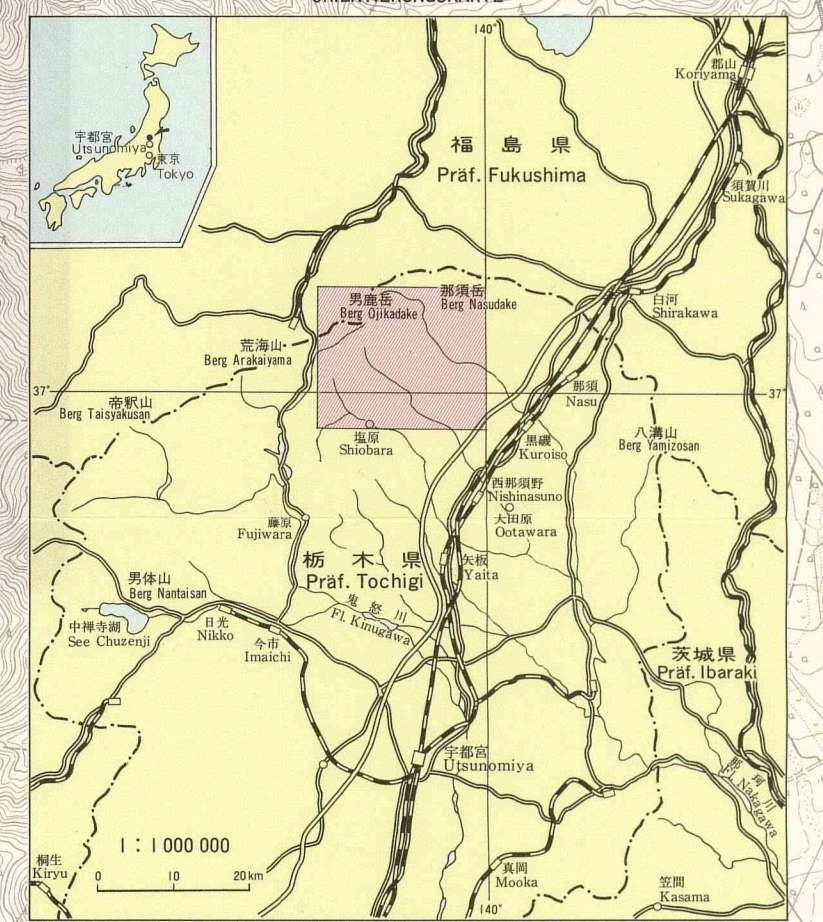 140°
郡山
Koriyama
宇都宮
Utsunomiya
東京
Tokyo
福島県
Präf. Fukushima
須賀川
Sukagawa
男鹿岳
Berg Ojikadake
那須岳
Berg Nasudake
白河
Shirakawa
荒海山
Berg Arakaiyama
37°
37°
帝釈山
Berg Taisyakusan
那須
Nasu
塩原
Shiobara
黒磯
Kuroiso
八溝山
Berg Yamizosan
西那須野
Nishinasuno
大田原
Ootawara
藤原
Fujiwara
栃木県
Präf. Tochigi
矢板
Yaita
男体山
Berg Nantaisan
鬼怒川
Fl. Kinugawa
中禅寺湖
See Chuzenji
日光
Nikko
今市
Imaichi
茨城県
Präf. Ibaraki
宇都宮
Utsunomiya
那珂川
Fl. Nakagawa
1:1 000 000
0 10 20 km
桐生
Kiryu
真岡
Mooka
笠間
Kasama
140°